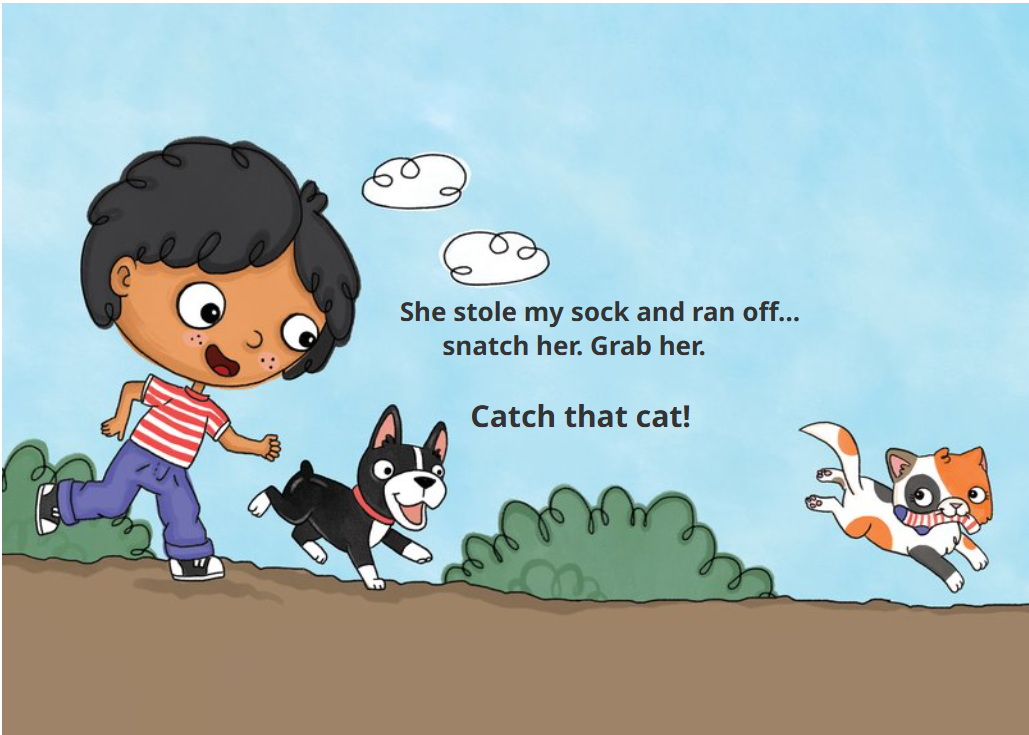 She stole my sock and ran off...
snatch her. Grab her.
Catch that cat!